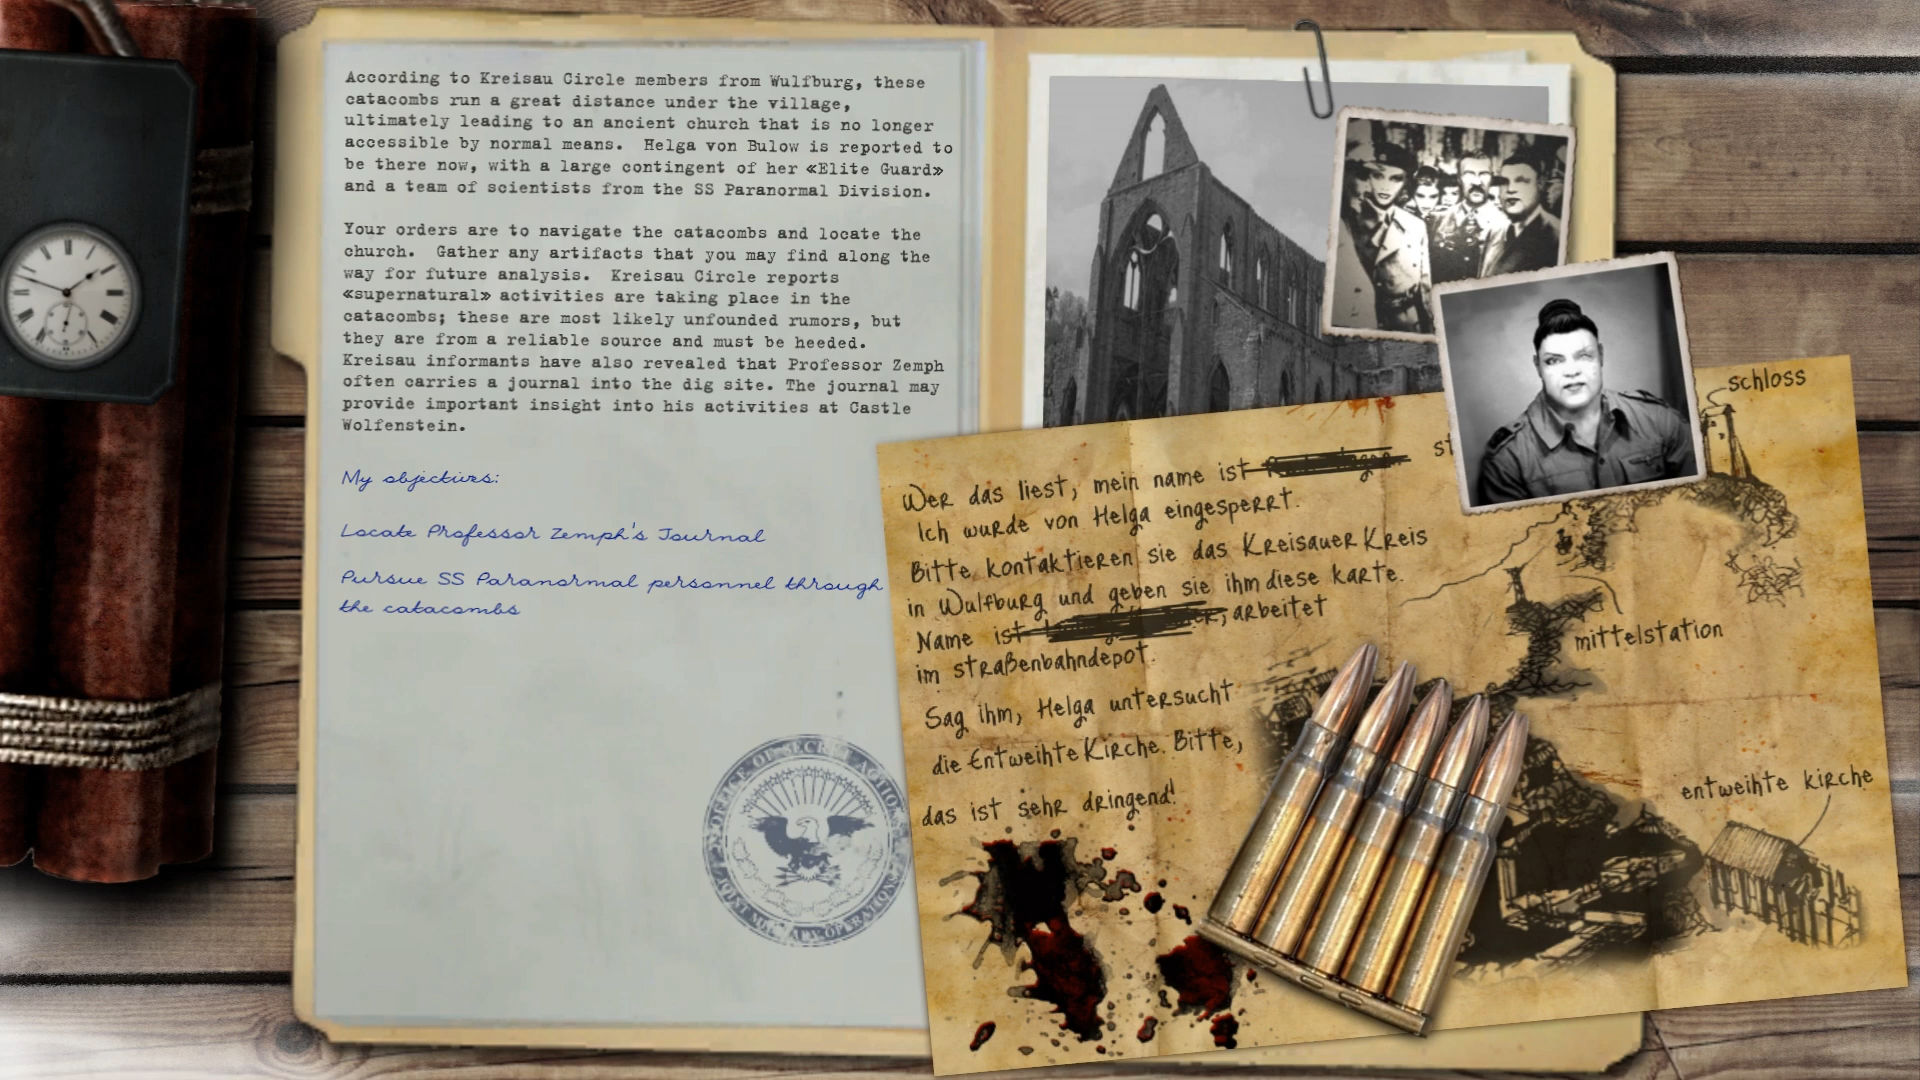 According to Kreisau Circle members from Wulfburg, these
catacombs run a great distance under the village,
ultimately leading to an ancient church that is no longer
accessible by normal means. Helga von Bulow is reported to
be there now, with a large contingent of her «Elite Guard»
and a team of scientists from the SS Paranormal Division.
Your orders are to navigate the catacombs and locate the
church. Gather any artifacts that you may find along the
way for future analysis. Kreisau Circle reports
«supernatural» activities are taking place in the
catacombs; these are most likely unfounded rumors, but
they are from a reliable source and must be heeded.
Kreisau informants have also revealed that Professor Zemph
often carries a journal into the dig site. The journal may
provide important insight into his activities at Castle
Wolfenstein.
My objectives:
Locate Professor Zemph's Journal
Pursue SS Paranormal personnel through
the catacombs
OFFICE OF SECRET ACTIONS
Wer das liest, mein name ist
Ich wurde von Helga eingesperrt.
Bitte kontaktieren sie das Kreisauer Kreis
in Wulfburg und geben sie ihm diese karte.
Name ist arbeitet
im straßenbahndepot.
Sag ihm, Helga untersucht
die Entweihte Kirche. Bitte,
das ist sehr dringend!
schloss
mittelstation
entweihte kirche